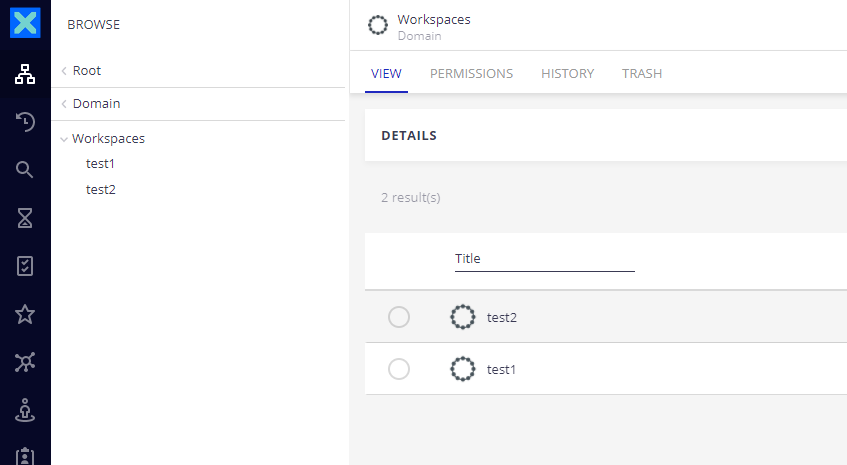 BROWSE
Root
Domain
Workspaces
test1
test2
Workspaces
Domain
VIEW PERMISSIONS HISTORY TRASH
DETAILS
2 result(s)
Title
test2
test1